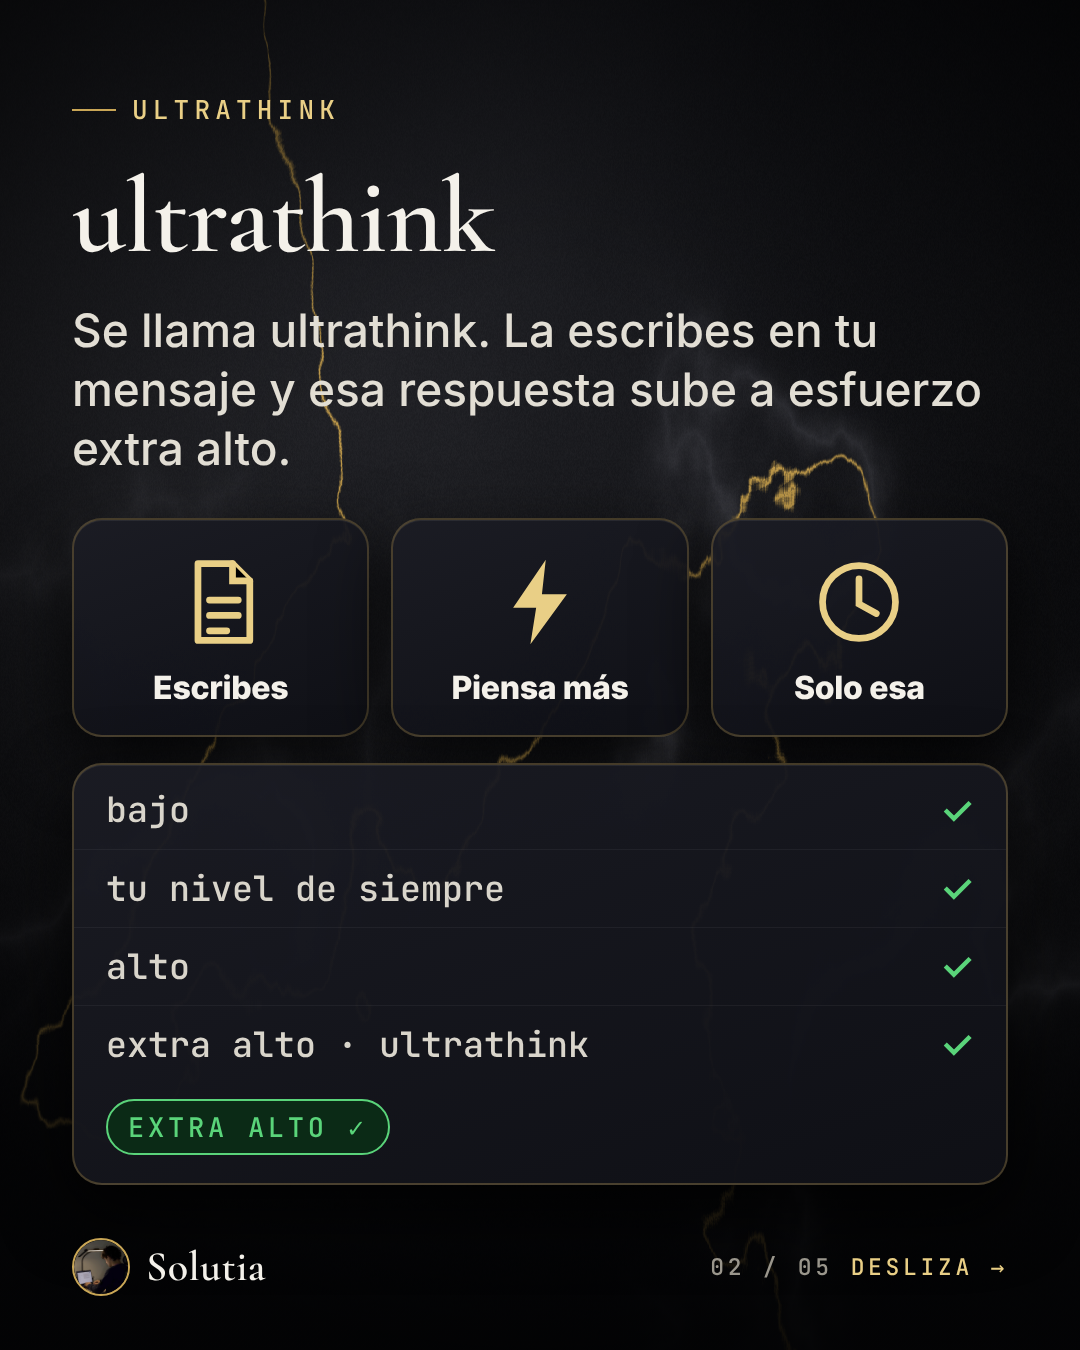 ULTRATHINK
ultrathink
Se llama ultrathink. La escribes en tu
mensaje y esa respuesta sube a esfuerzo
extra alto.
Escribes
Piensa más
Solo esa
bajo ✓
tu nivel de siempre ✓
alto ✓
extra alto · ultrathink ✓
EXTRA ALTO ✓
Solutia
02 / 05 DESLIZA →